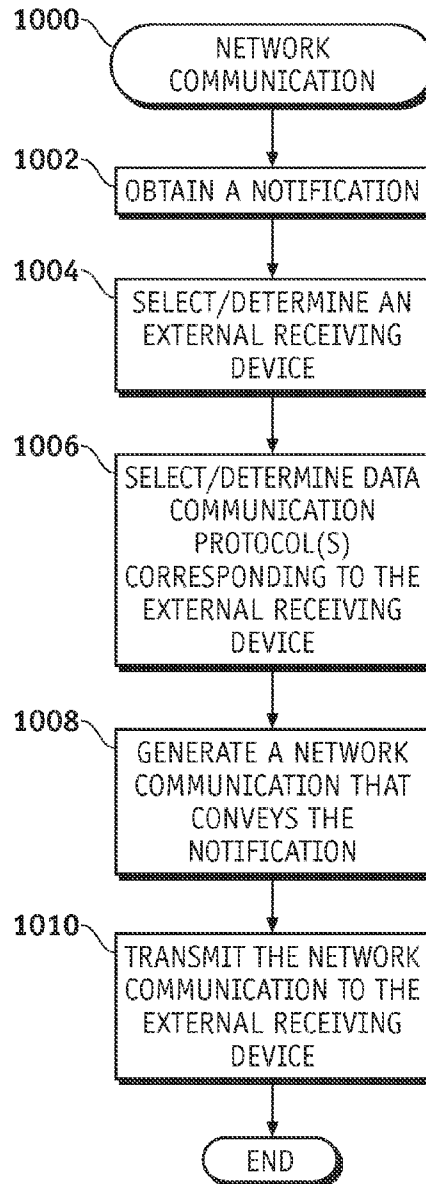 1000
NETWORK
COMMUNICATION
1002
OBTAIN A NOTIFICATION
1004
SELECT/DETERMINE AN
EXTERNAL RECEIVING
DEVICE
1006
SELECT/DETERMINE DATA
COMMUNICATION
PROTOCOL(S)
CORRESPONDING TO THE
EXTERNAL RECEIVING
DEVICE
1008
GENERATE A NETWORK
COMMUNICATION THAT
CONVEYS THE
NOTIFICATION
1010
TRANSMIT THE NETWORK
COMMUNICATION TO THE
EXTERNAL RECEIVING
DEVICE
END